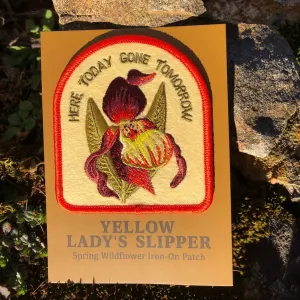 HERE TODAY GONE TOMORROW
YELLOW
LADY'S SLIPPER
Spring Wildflower Iron-On Patch